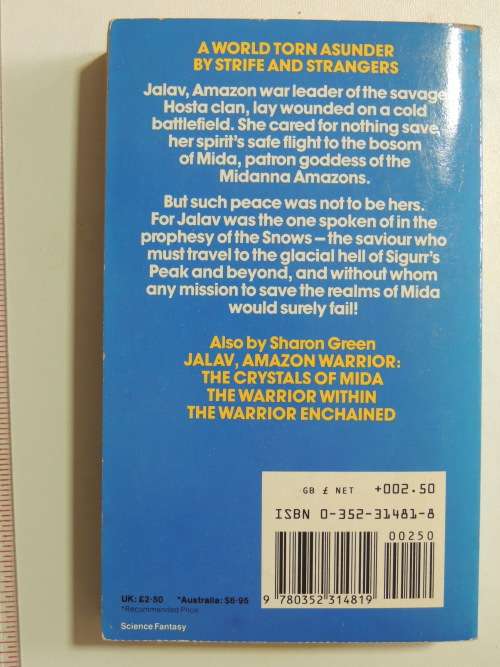 A WORLD TORN ASUNDER
BY STRIFE AND STRANGERS
Jalav, Amazon war leader of the savage
Hosta clan, lay wounded on a cold
battlefield. She cared for nothing save
her spirit's safe flight to the bosom
of Mida, patron goddess of the
Midanna Amazons.
But such peace was not to be hers.
For Jalav was the one spoken of in the
prophesy of the Snows—the saviour who
must travel to the glacial hell of Sigurr's
Peak and beyond, and without whom
any mission to save the realms of Mida
would surely fail!
Also by Sharon Green
JALAV, AMAZON WARRIOR:
THE CRYSTALS OF MIDA
THE WARRIOR WITHIN
THE WARRIOR ENCHAINED
GB £ NET +002.50
ISBN 0-352-31481-8
00250
9 780352 314819
UK: £2·50 *Australia: $6·95
*Recommended Price
Science Fantasy